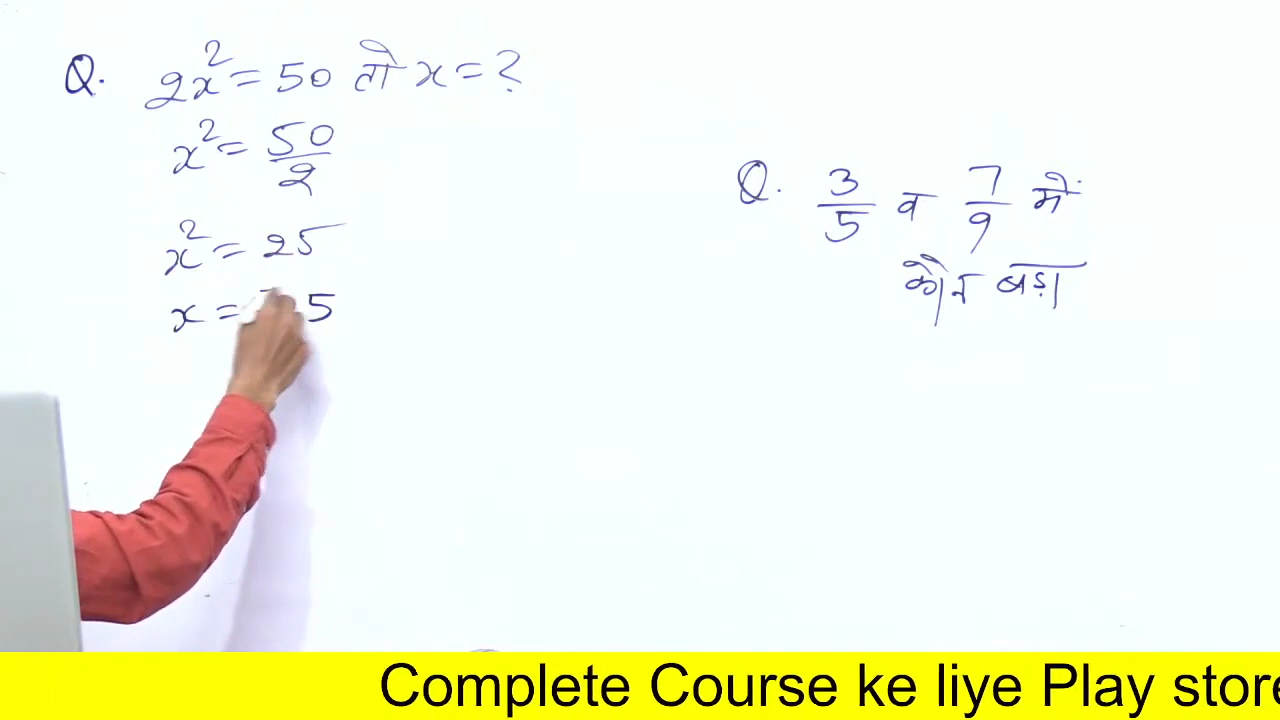 Q. 2x² = 50 तो x = ?
x² = 50/2
x² = 25
x = 5
Q. 3/5 व 7/9 में
कौन बड़ा
Complete Course ke liye Play store